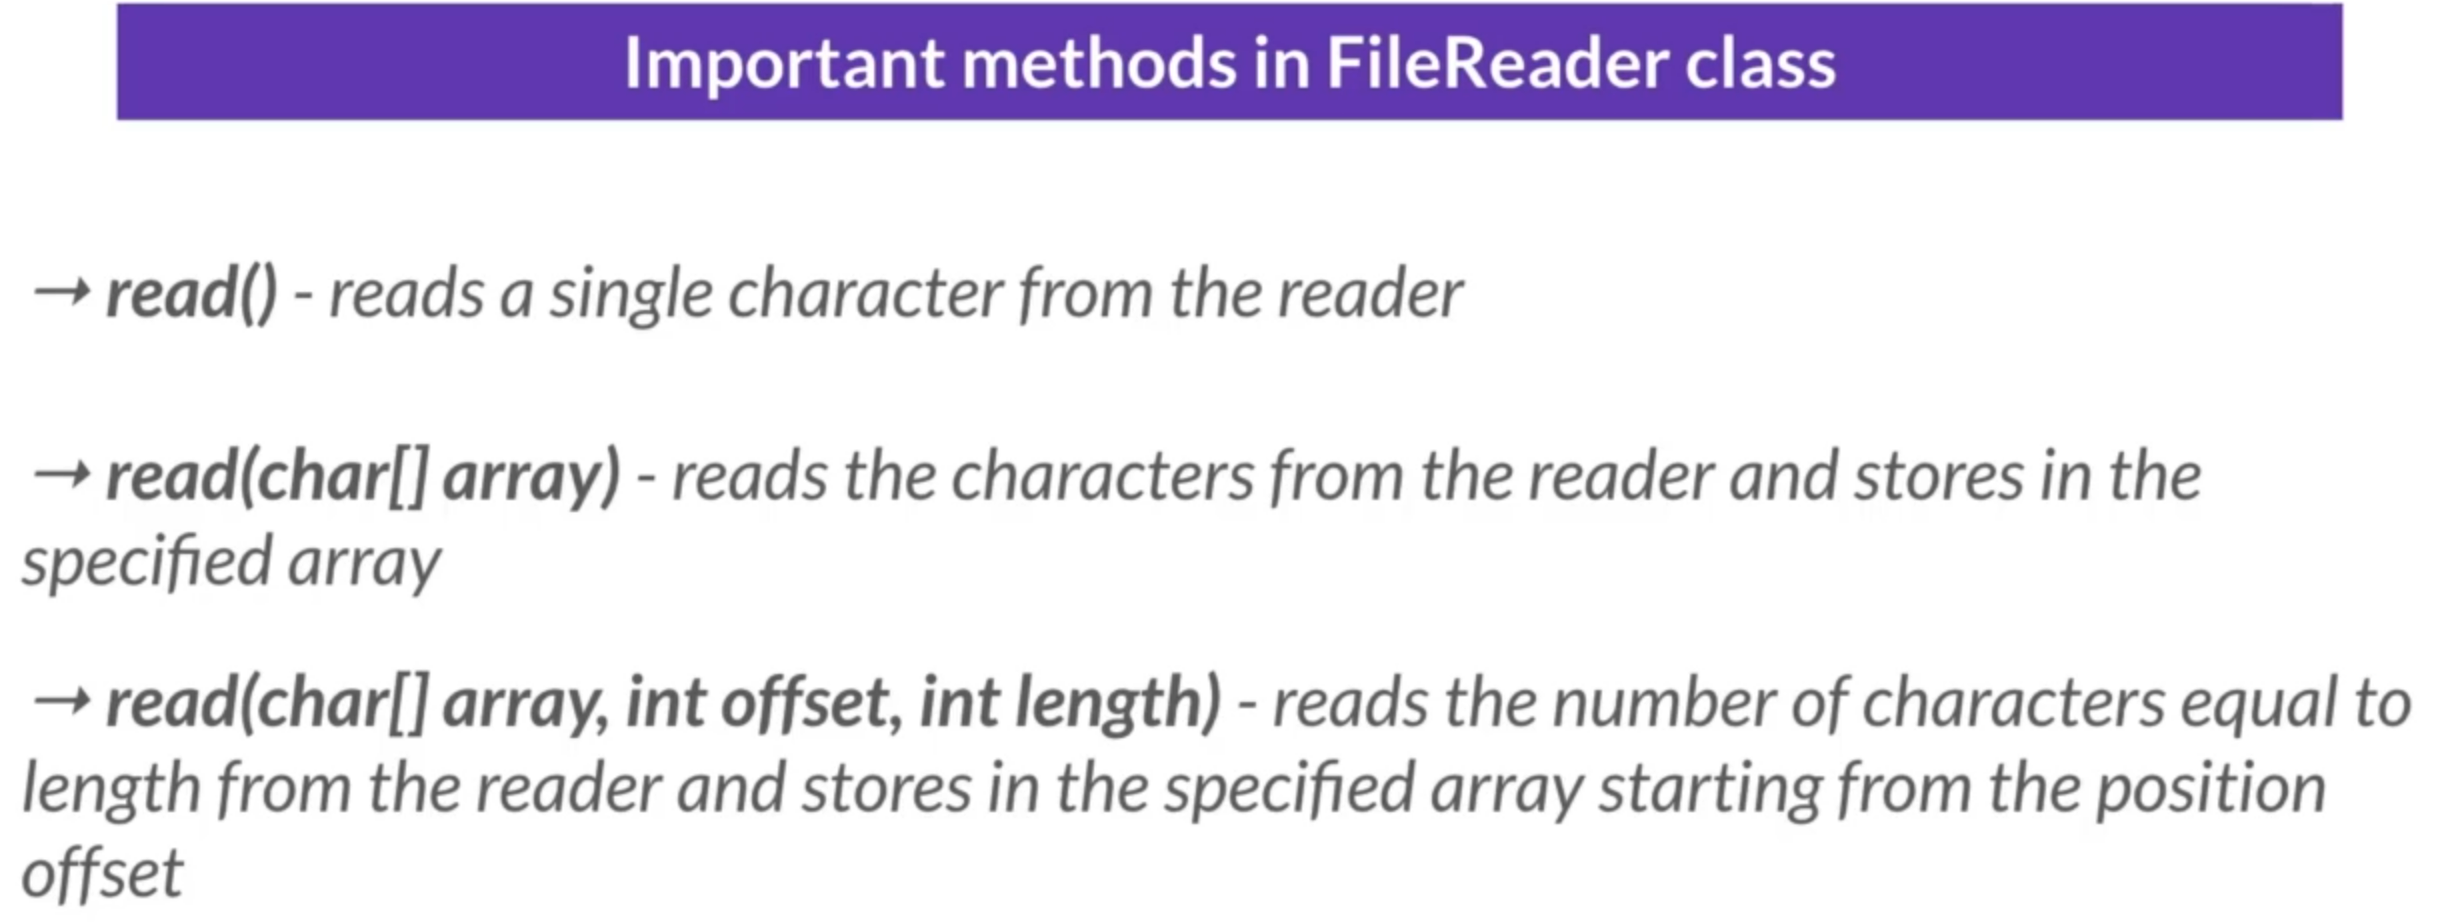 Important methods in FileReader class
→ read() - reads a single character from the reader
→ read(char[] array) - reads the characters from the reader and stores in the
specified array
→ read(char[] array, int offset, int length) - reads the number of characters equal to
length from the reader and stores in the specified array starting from the position
offset